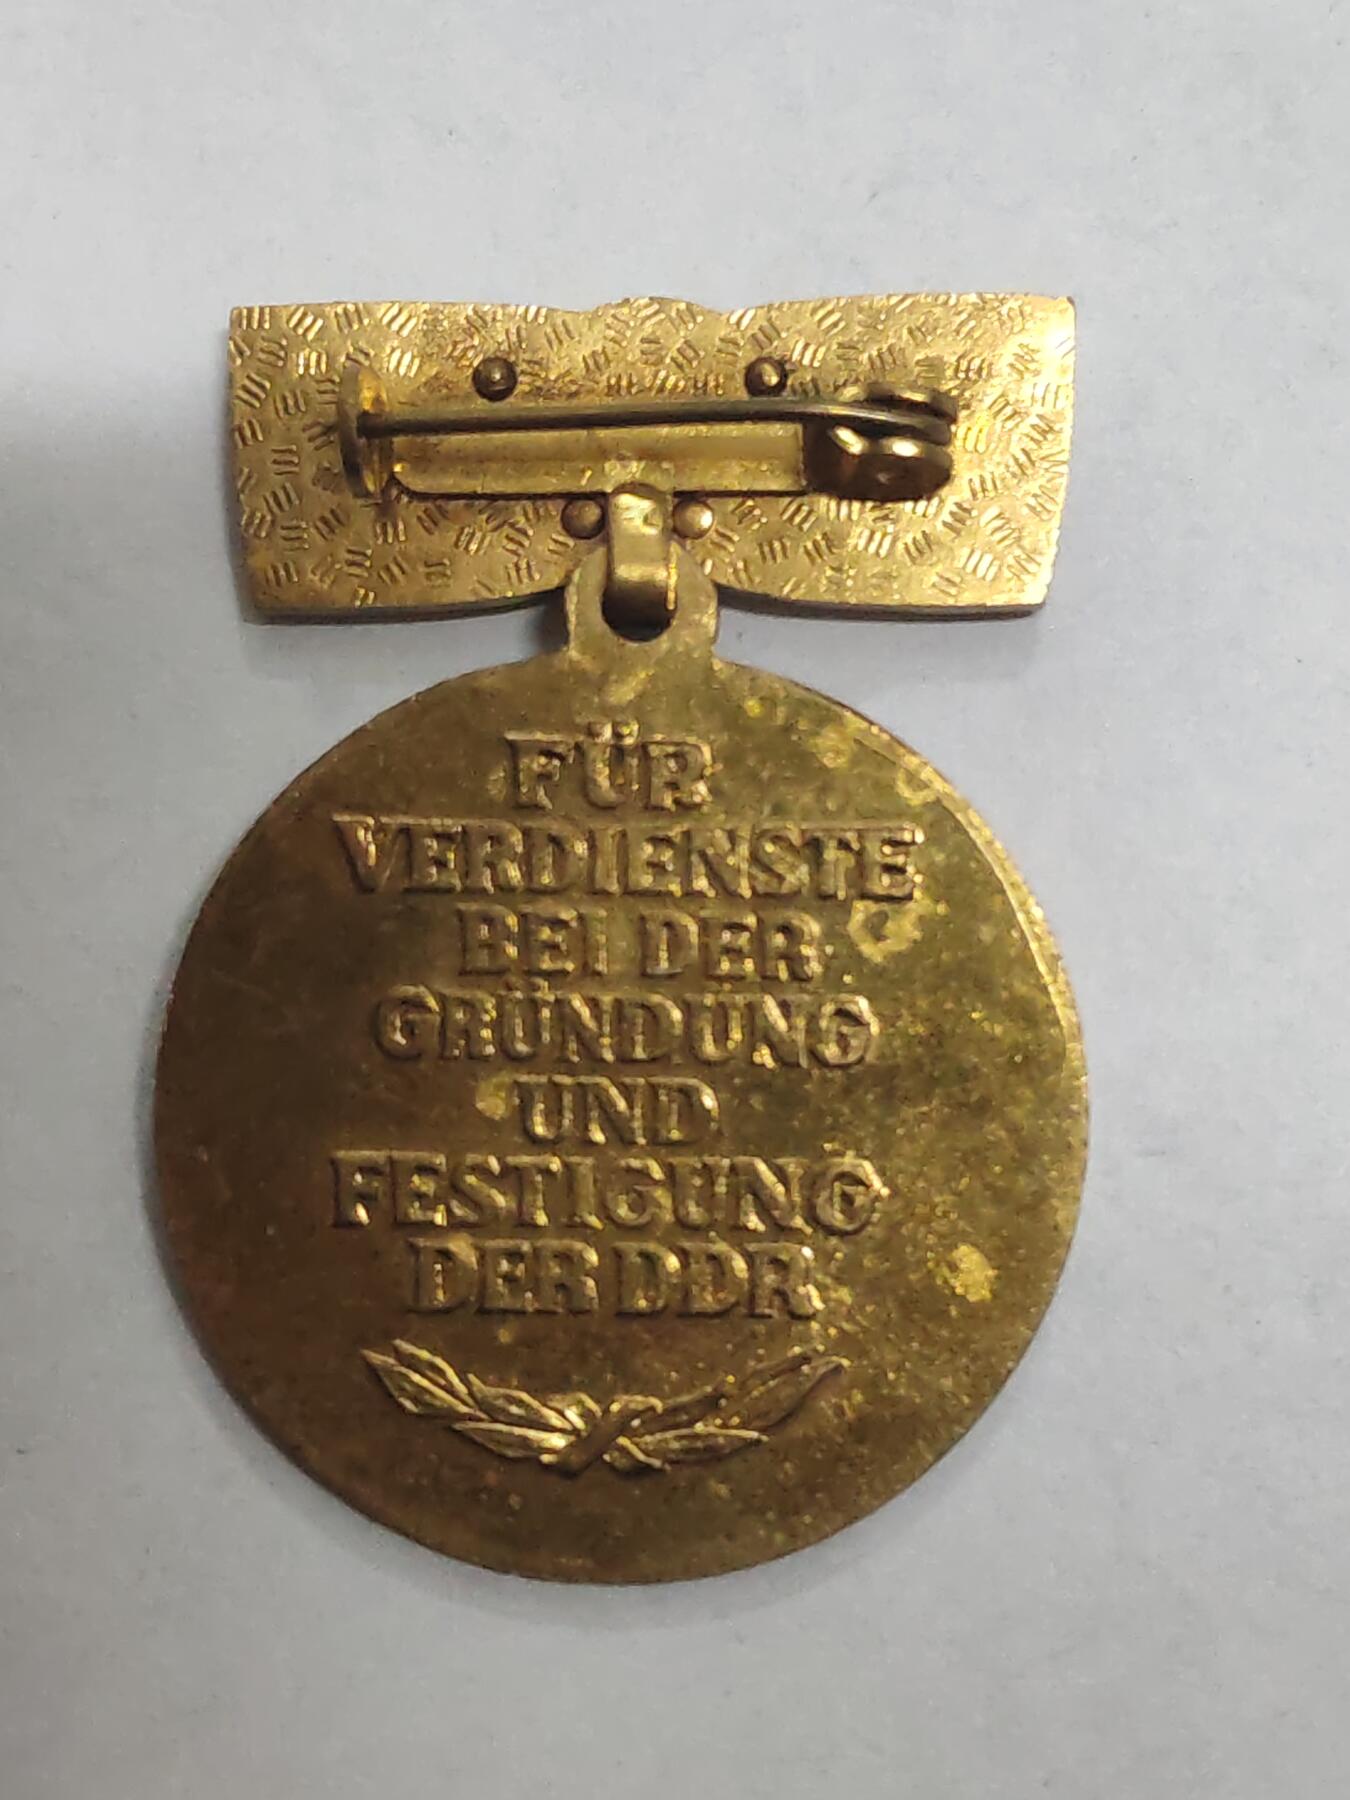 FÜR
VERDIENSTE
BEI DER
GRÜNDUNG
UND
FESTIGUNG
DER DDR